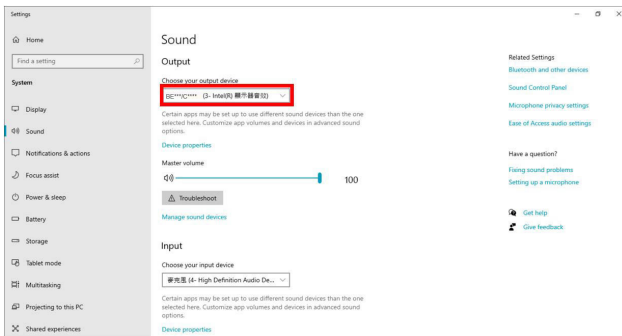 Settings
Home
Find a setting
System
Display
Sound
Notifications & actions
Focus assist
Power & sleep
Battery
Storage
Tablet mode
Multitasking
Projecting to this PC
Shared experiences
Sound
Output
Choose your output device
BE***/C**** (3- Intel(R) 顯示器音效)
Certain apps may be set up to use different sound devices than the one
selected here. Customize app volumes and devices in advanced sound
options.
Device properties
Master volume
100
Troubleshoot
Manage sound devices
Input
Choose your input device
麥克風 (4- High Definition Audio De...
Certain apps may be set up to use different sound devices than the one
selected here. Customize app volumes and devices in advanced sound
options.
Device properties
Related Settings
Bluetooth and other devices
Sound Control Panel
Microphone privacy settings
Ease of Access audio settings
Have a question?
Fixing sound problems
Setting up a microphone
Get help
Give feedback